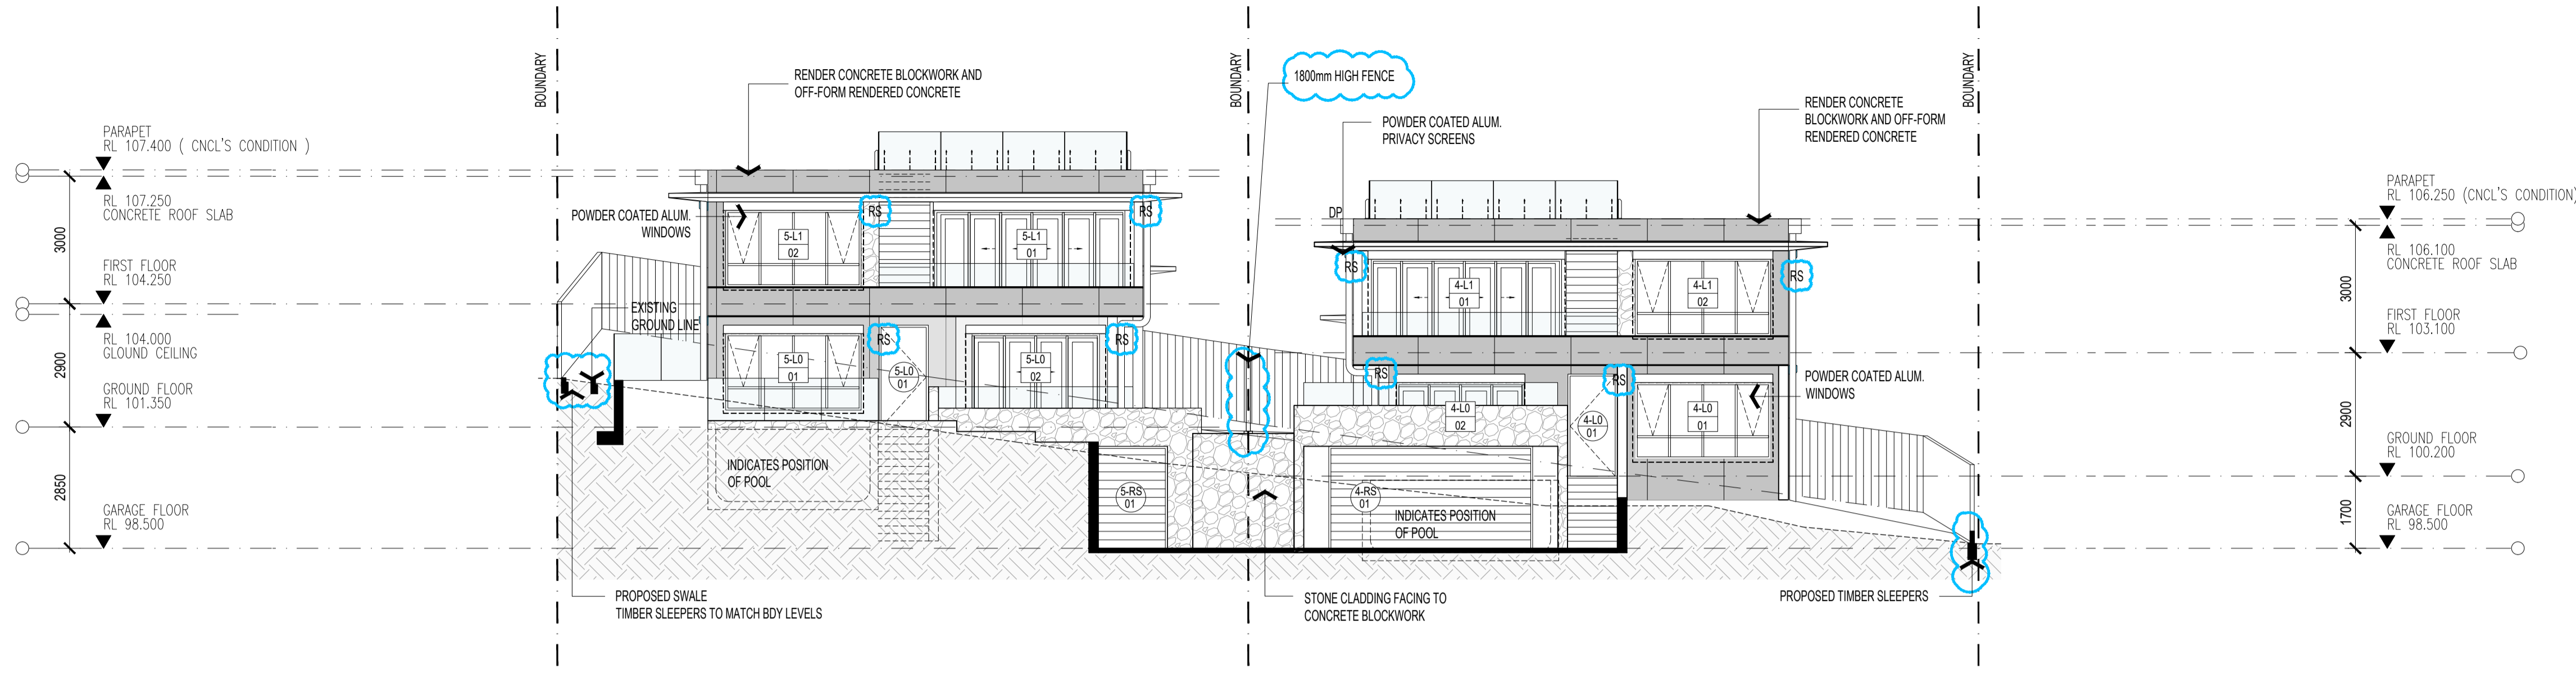 BOUNDARY
BOUNDARY
BOUNDARY
1800mm HIGH FENCE
RENDER CONCRETE BLOCKWORK AND
OFF-FORM RENDERED CONCRETE
POWDER COATED ALUM.
PRIVACY SCREENS
RENDER CONCRETE
BLOCKWORK AND OFF-FORM
RENDERED CONCRETE
PARAPET
RL 107.400 ( CNCL'S CONDITION )
RL 107.250
CONCRETE ROOF SLAB
3000
FIRST FLOOR
RL 104.250
RL 104.000
GLOUND CEILING
2900
GROUND FLOOR
RL 101.350
2850
GARAGE FLOOR
RL 98.500
POWDER COATED ALUM.
WINDOWS
EXISTING
GROUND LINE
RS
RS
5-L1
02
5-L1
01
RS
RS
5-L0
01
5-L0
01
5-L0
02
INDICATES POSITION
OF POOL
5-RS
01
PROPOSED SWALE
TIMBER SLEEPERS TO MATCH BDY LEVELS
DP
RS
RS
4-L1
01
4-L1
02
RS
RS
4-L0
02
4-L0
01
4-L0
01
POWDER COATED ALUM.
WINDOWS
4-RS
01
INDICATES POSITION
OF POOL
STONE CLADDING FACING TO
CONCRETE BLOCKWORK
PROPOSED TIMBER SLEEPERS
PARAPET
RL 106.250 (CNCL'S CONDITION)
RL 106.100
CONCRETE ROOF SLAB
3000
FIRST FLOOR
RL 103.100
2900
GROUND FLOOR
RL 100.200
1700
GARAGE FLOOR
RL 98.500